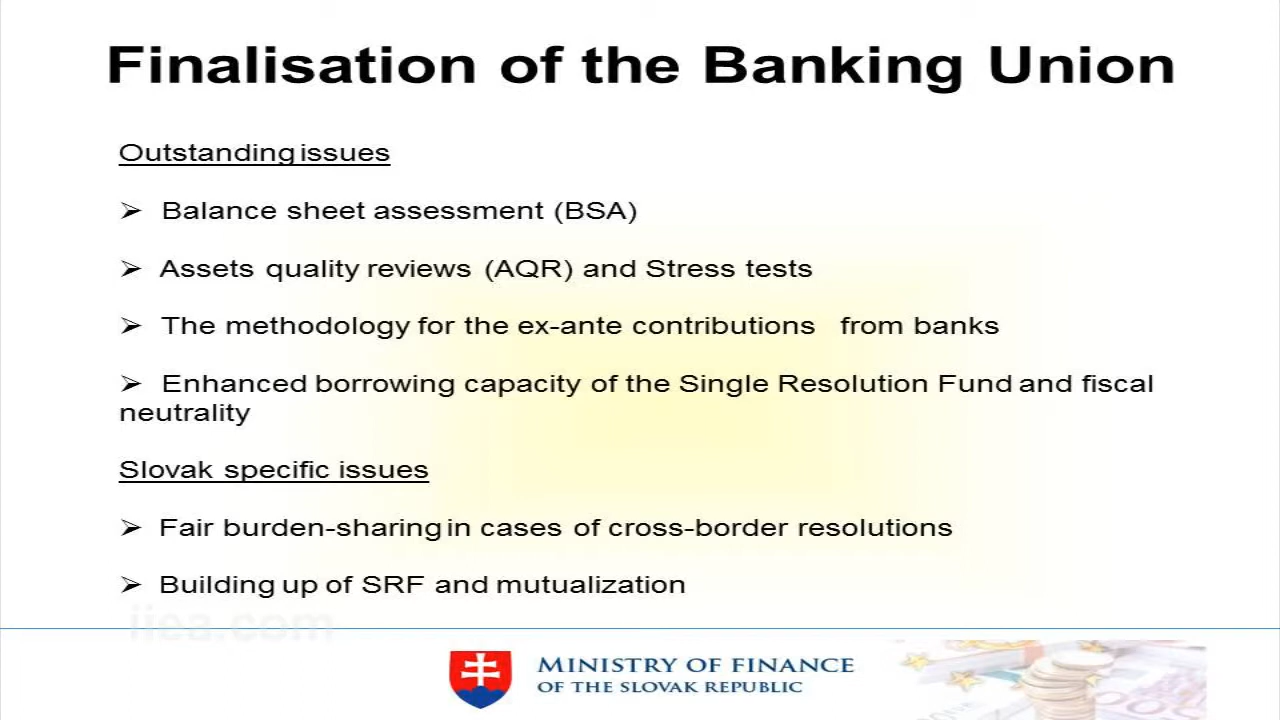 Finalisation of the Banking Union
Outstanding issues
➢ Balance sheet assessment (BSA)
➢ Assets quality reviews (AQR) and Stress tests
➢ The methodology for the ex-ante contributions from banks
➢ Enhanced borrowing capacity of the Single Resolution Fund and fiscal
neutrality
Slovak specific issues
➢ Fair burden-sharing in cases of cross-border resolutions
➢ Building up of SRF and mutualization
iiea.com
MINISTRY OF FINANCE
OF THE SLOVAK REPUBLIC